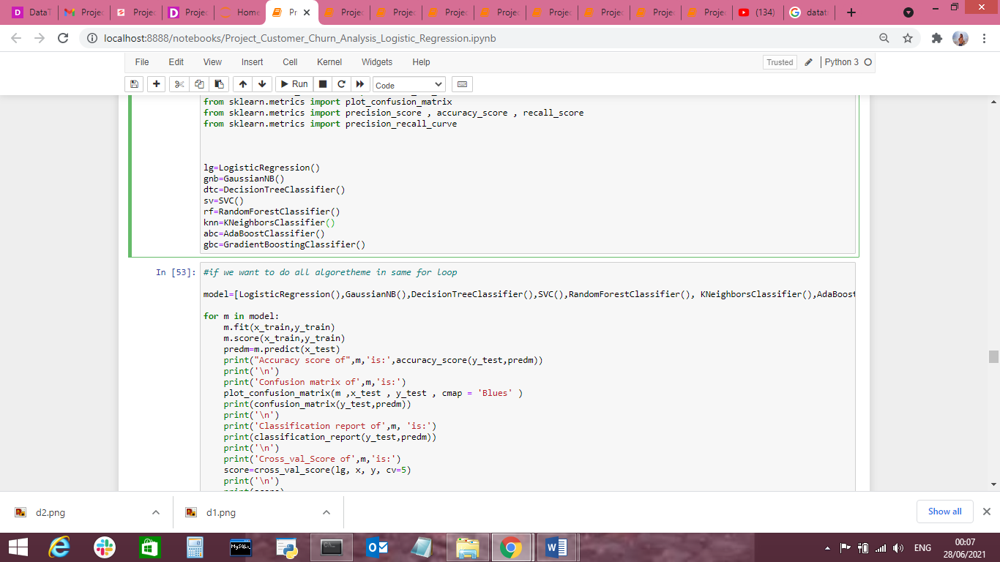 DataT
Projec
Projec
Projec
Home
Pr
Projec
Projec
Projec
Projec
Projec
Projec
Projec
Projec
(134)
datat
localhost:8888/notebooks/Project_Customer_Churn_Analysis_Logistic_Regression.ipynb
File Edit View Insert Cell Kernel Widgets Help
Trusted Python 3
Run Code
from sklearn.metrics import plot_confusion_matrix
from sklearn.metrics import precision_score , accuracy_score , recall_score
from sklearn.metrics import precision_recall_curve
lg=LogisticRegression()
gnb=GaussianNB()
dtc=DecisionTreeClassifier()
sv=SVC()
rf=RandomForestClassifier()
knn=KNeighborsClassifier()
abc=AdaBoostClassifier()
gbc=GradientBoostingClassifier()
In [53]: #if we want to do all algoretheme in same for loop
model=[LogisticRegression(),GaussianNB(),DecisionTreeClassifier(),SVC(),RandomForestClassifier(), KNeighborsClassifier(),AdaBoost
for m in model:
    m.fit(x_train,y_train)
    m.score(x_train,y_train)
    predm=m.predict(x_test)
    print("Accuracy score of",m,'is:',accuracy_score(y_test,predm))
    print('\n')
    print('Confusion matrix of',m,'is:')
    plot_confusion_matrix(m ,x_test , y_test , cmap = 'Blues' )
    print(confusion_matrix(y_test,predm))
    print('\n')
    print('Classification report of',m, 'is:')
    print(classification_report(y_test,predm))
    print('\n')
    print('Cross_val_Score of',m,'is:')
    score=cross_val_score(lg, x, y, cv=5)
    print('\n')
    print(score)
d2.png
d1.png
Show all
MySQL
ENG
00:07
28/06/2021